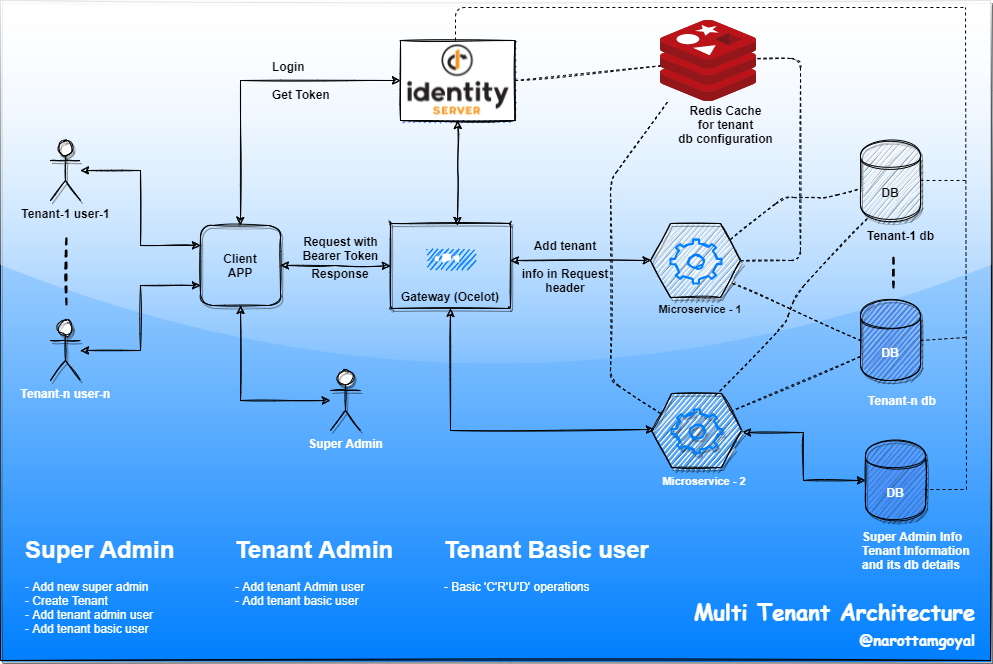 Login
Get Token
identity
SERVER
Redis Cache
for tenant
db configuration
Tenant-1 user-1
DB
Tenant-1 db
Client
APP
Request with
Bearer Token
Response
Gateway (Ocelot)
Add tenant
info in Request
header
Microservice - 1
DB
Tenant-n db
Tenant-n user-n
Super Admin
Microservice - 2
DB
Super Admin Info
Tenant Information
and its db details
Super Admin
- Add new super admin
- Create Tenant
- Add tenant admin user
- Add tenant basic user
Tenant Admin
- Add tenant Admin user
- Add tenant basic user
Tenant Basic user
- Basic 'C'R'U'D' operations
Multi Tenant Architecture
@narottamgoyal